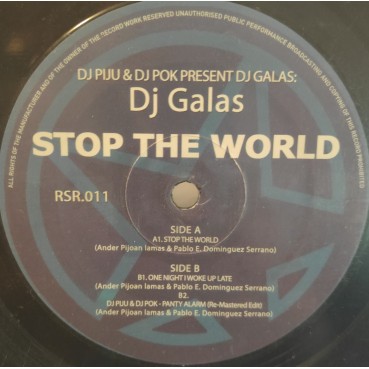 ALL RIGHTS OF THE MANUFACTURER AND OF THE OWNER OF THE RECORD WORK RESERVED UNAUTHORISED PUBLIC PERFORMANCE BROADCASTING AND COPYING OF THIS RECORD PROHIBITED
DJ PIJU & DJ POK PRESENT DJ GALAS:
Dj Galas
STOP THE WORLD
RSR.011
SIDE A
A1. STOP THE WORLD
(Ander Pijoan lamas & Pablo E. Dominguez Serrano)
SIDE B
B1. ONE NIGHT I WOKE UP LATE
(Ander Pijoan lamas & Pablo E. Dominguez Serrano)
B2.
DJ PIJU & DJ POK - PANTY ALARM (Re-Mastered Edit)
(Ander Pijoan lamas & Pablo E. Dominguez Serrano)